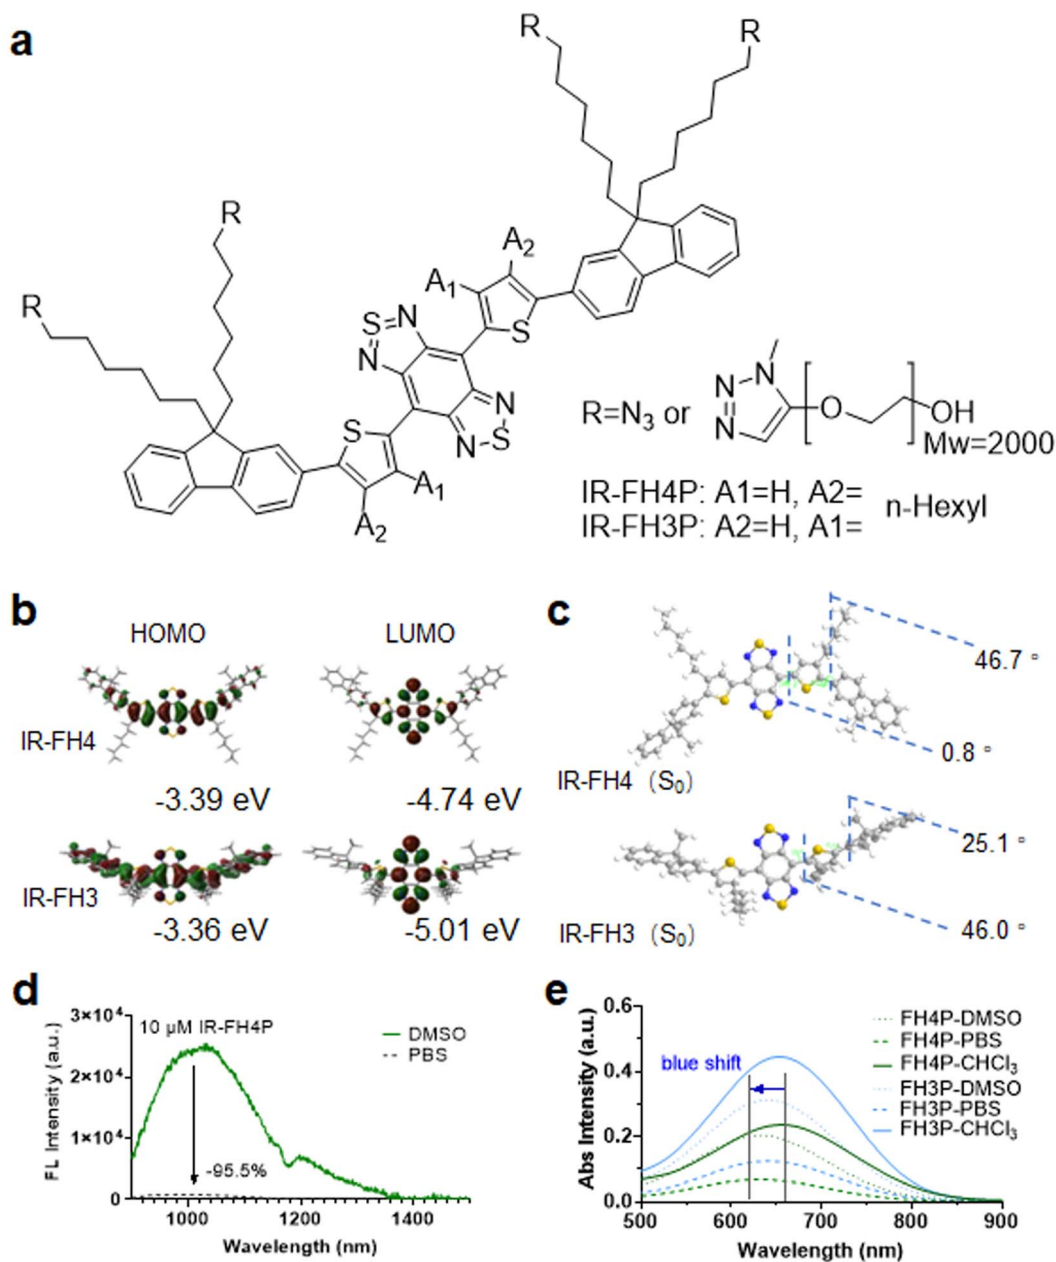 a
R
R
R
R
A2
A1
S=N
N
S
N
N-S
S
A1
A2
N-N
N
O
OH
R=N3 or
Mw=2000
IR-FH4P: A1=H, A2=
n-Hexyl
IR-FH3P: A2=H, A1=
b
HOMO
LUMO
IR-FH4
-3.39 eV
-4.74 eV
IR-FH3
-3.36 eV
-5.01 eV
c
46.7 °
0.8 °
IR-FH4 (S0)
25.1 °
46.0 °
IR-FH3 (S0)
d
FL Intensity (a.u.)
3×10^4
2×10^4
1×10^4
0
10 µM IR-FH4P
DMSO
PBS
-95.5%
1000
1200
1400
Wavelength (nm)
e
Abs Intensity (a.u.)
0.6
0.4
0.2
0.0
blue shift
FH4P-DMSO
FH4P-PBS
FH4P-CHCl3
FH3P-DMSO
FH3P-PBS
FH3P-CHCl3
500
600
700
800
900
Wavelength (nm)